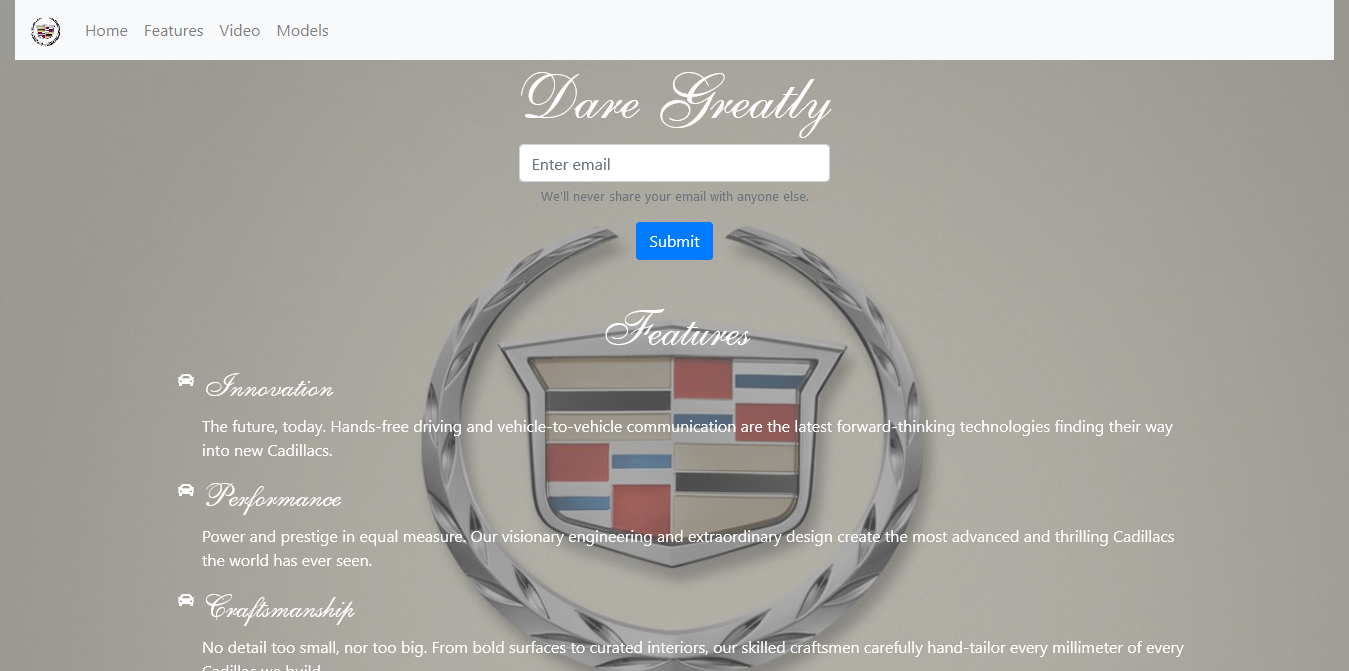 Home Features Video Models
Dare Greatly
Enter email
We'll never share your email with anyone else.
Submit
Features
Innovation
The future, today. Hands-free driving and vehicle-to-vehicle communication are the latest forward-thinking technologies finding their way
into new Cadillacs.
Performance
Power and prestige in equal measure. Our visionary engineering and extraordinary design create the most advanced and thrilling Cadillacs
the world has ever seen.
Craftsmanship
No detail too small, nor too big. From bold surfaces to curated interiors, our skilled craftsmen carefully hand-tailor every millimeter of every
Cadillac we build.